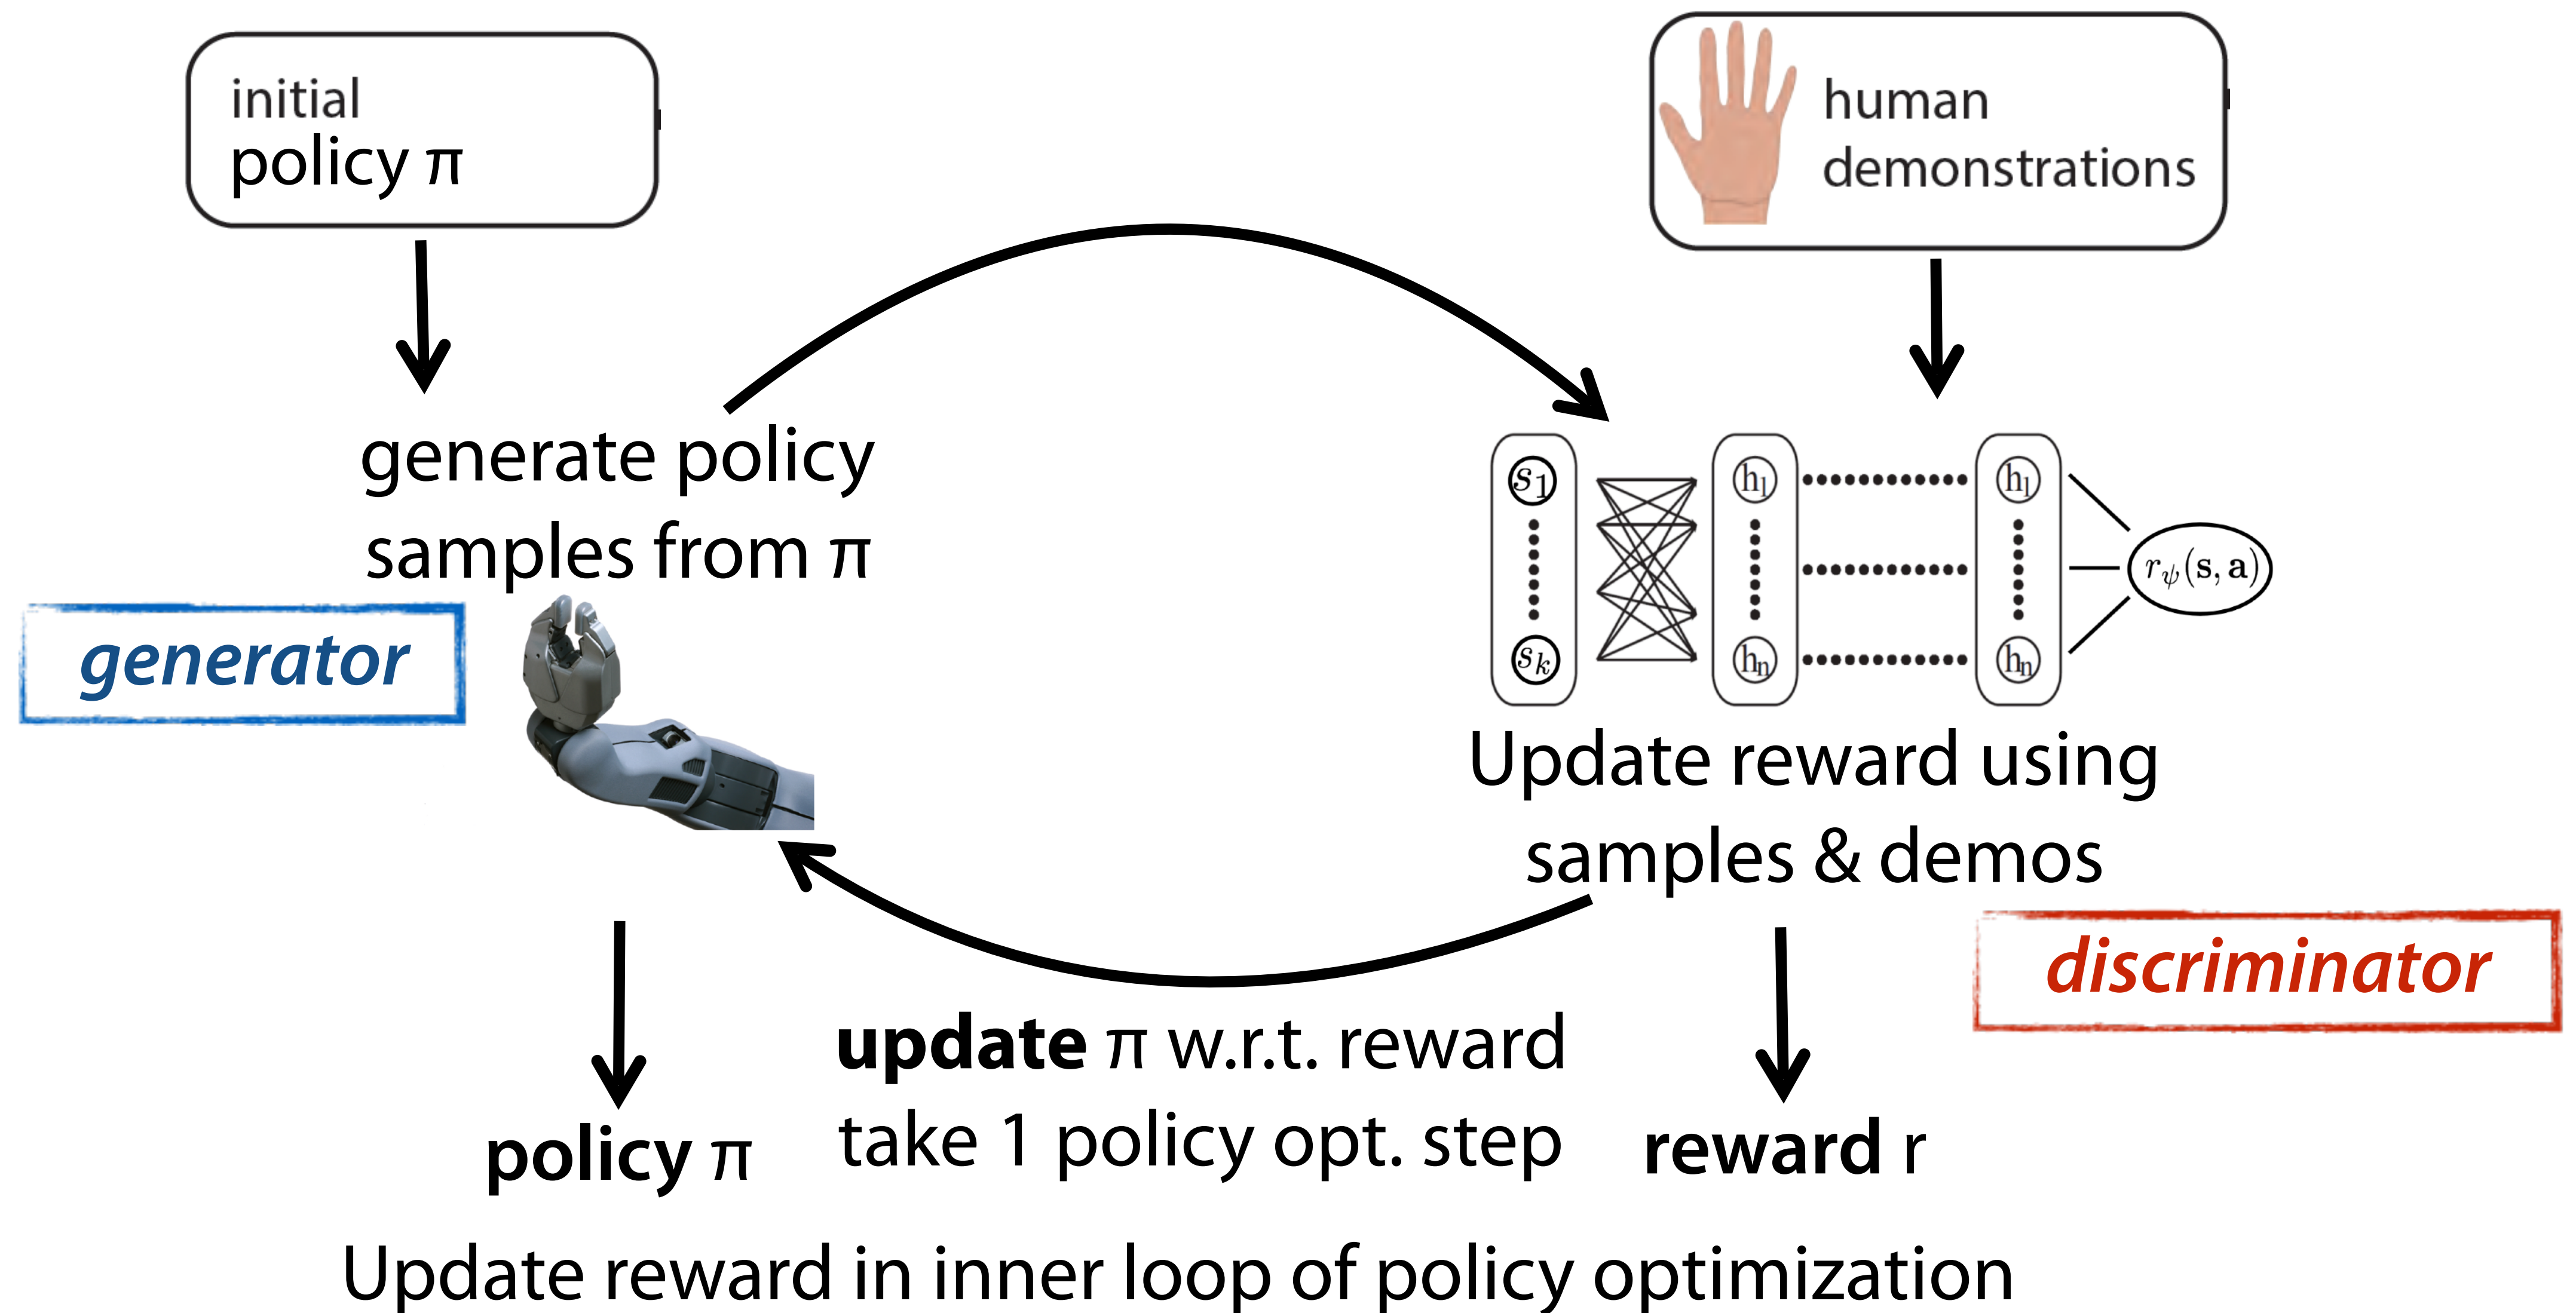 initial
policy π
human
demonstrations
generate policy
samples from π
generator
s₁
sₖ
h₁
hₙ
h₁
hₙ
r_ψ(s, a)
Update reward using
samples & demos
discriminator
update π w.r.t. reward
take 1 policy opt. step
policy π
reward r
Update reward in inner loop of policy optimization